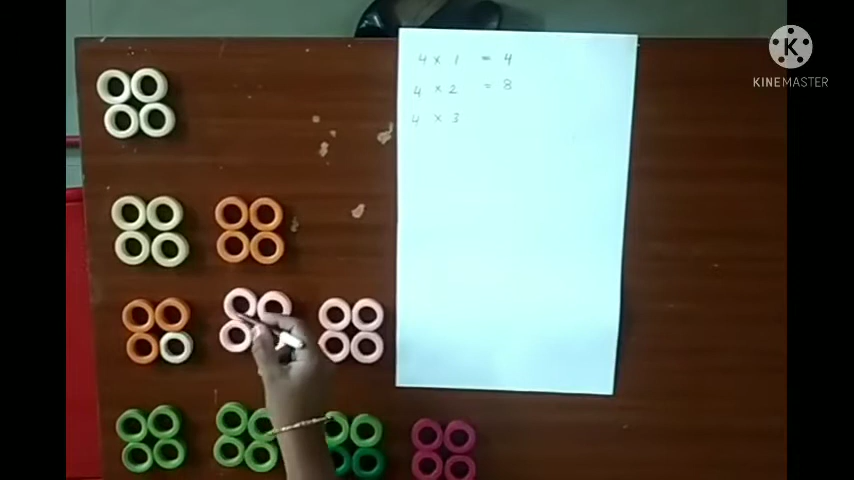 4 × 1 = 4
4 × 2 = 8
4 × 3
K
KINEMASTER